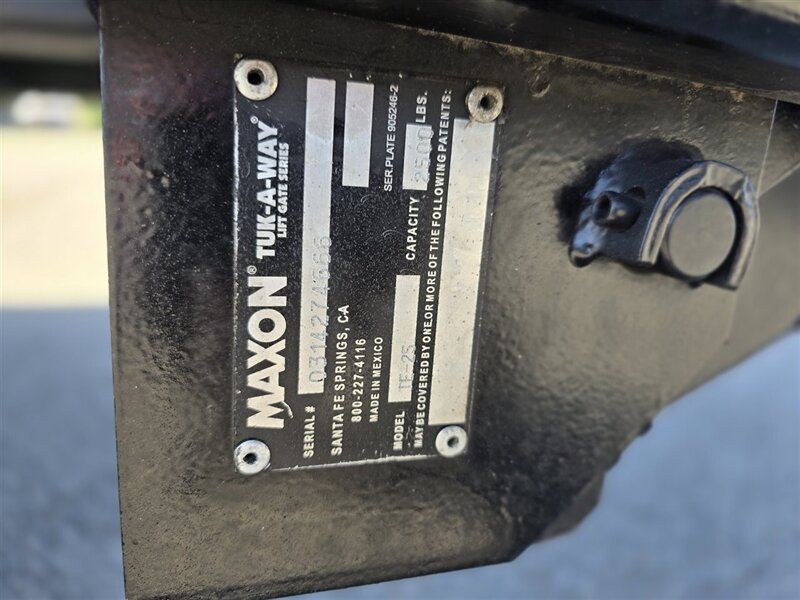 MAXON® TUK-A-WAY®
LIFT GATE SERIES
SERIAL # 0314274566
SANTA FE SPRINGS, CA
800-227-4116
MADE IN MEXICO
SER.PLATE 905246-2
MODEL TE-25 CAPACITY 2500 LBS.
MAY BE COVERED BY ONE OR MORE OF THE FOLLOWING PATENTS: